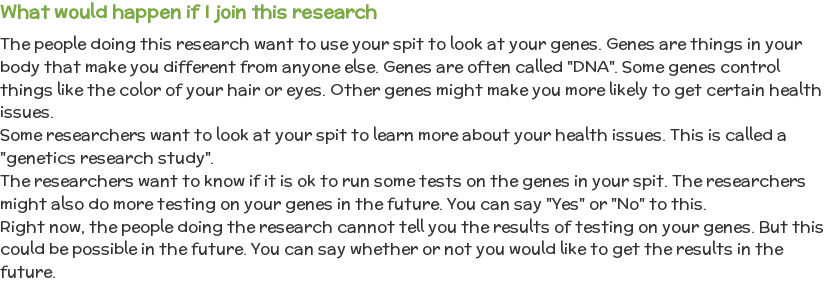 What would happen if I join this research
The people doing this research want to use your spit to look at your genes. Genes are things in your
body that make you different from anyone else. Genes are often called "DNA". Some genes control
things like the color of your hair or eyes. Other genes might make you more likely to get certain health
issues.
Some researchers want to look at your spit to learn more about your health issues. This is called a
"genetics research study".
The researchers want to know if it is ok to run some tests on the genes in your spit. The researchers
might also do more testing on your genes in the future. You can say "Yes" or "No" to this.
Right now, the people doing the research cannot tell you the results of testing on your genes. But this
could be possible in the future. You can say whether or not you would like to get the results in the
future.